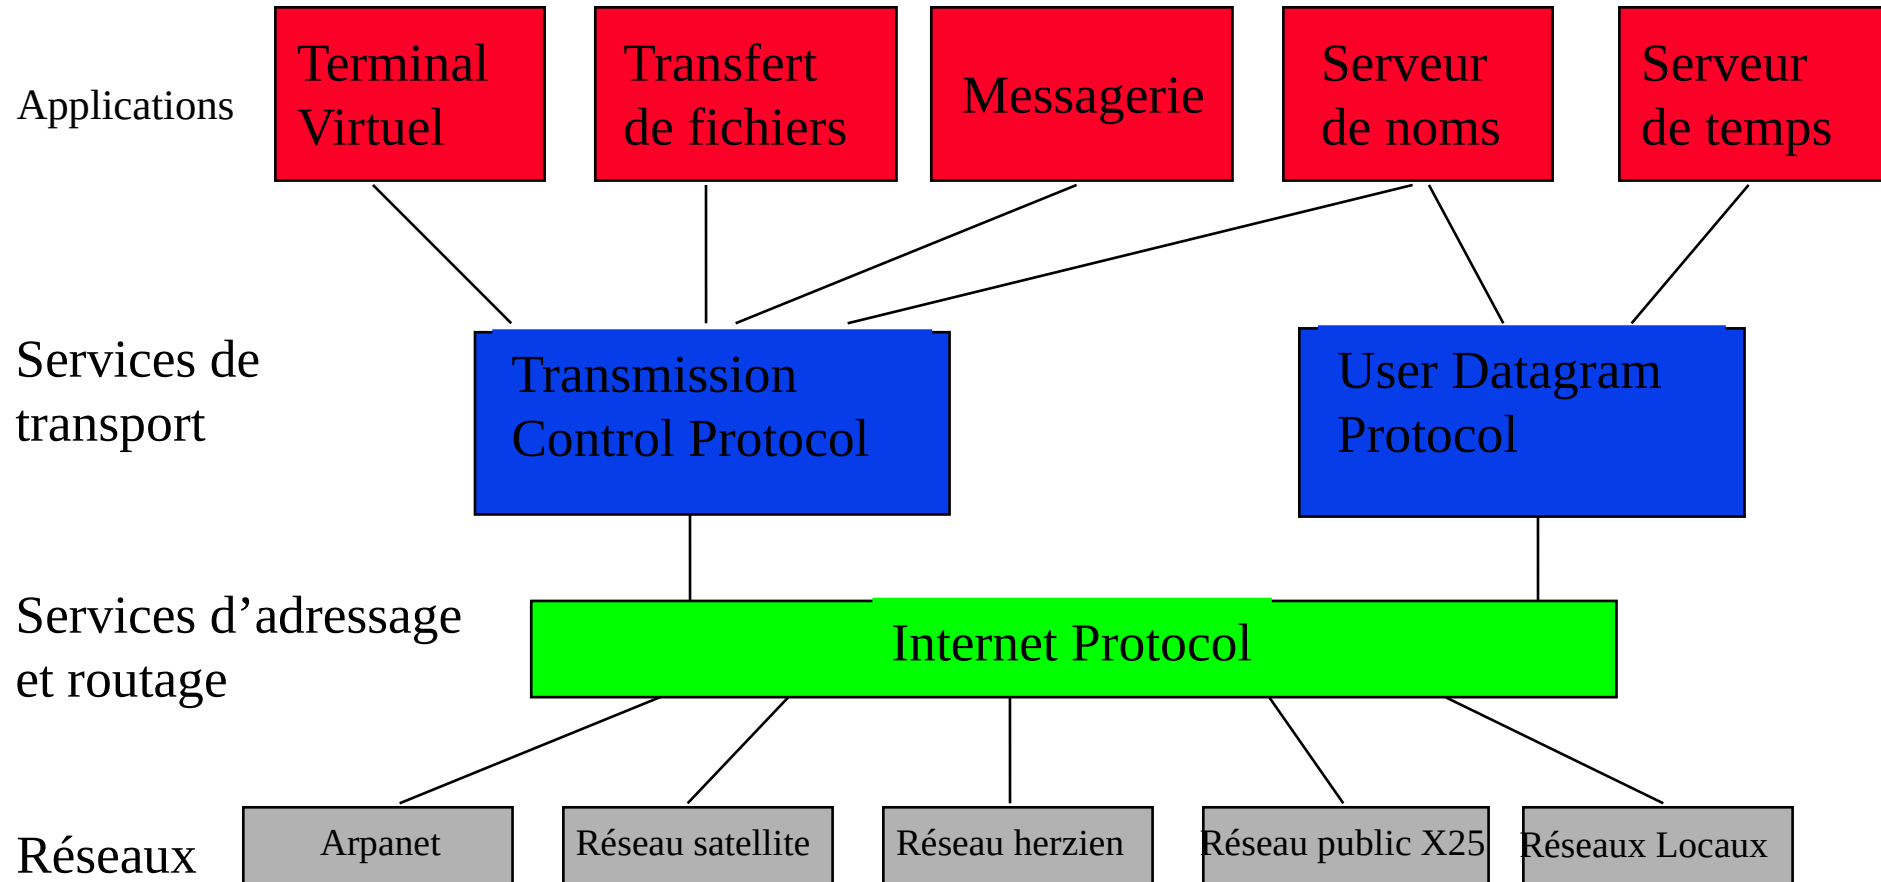 Applications
Terminal
Virtuel
Transfert
de fichiers
Messagerie
Serveur
de noms
Serveur
de temps
Services de
transport
Transmission
Control Protocol
User Datagram
Protocol
Services d’adressage
et routage
Internet Protocol
Réseaux
Arpanet
Réseau satellite
Réseau herzien
Réseau public X25
Réseaux Locaux